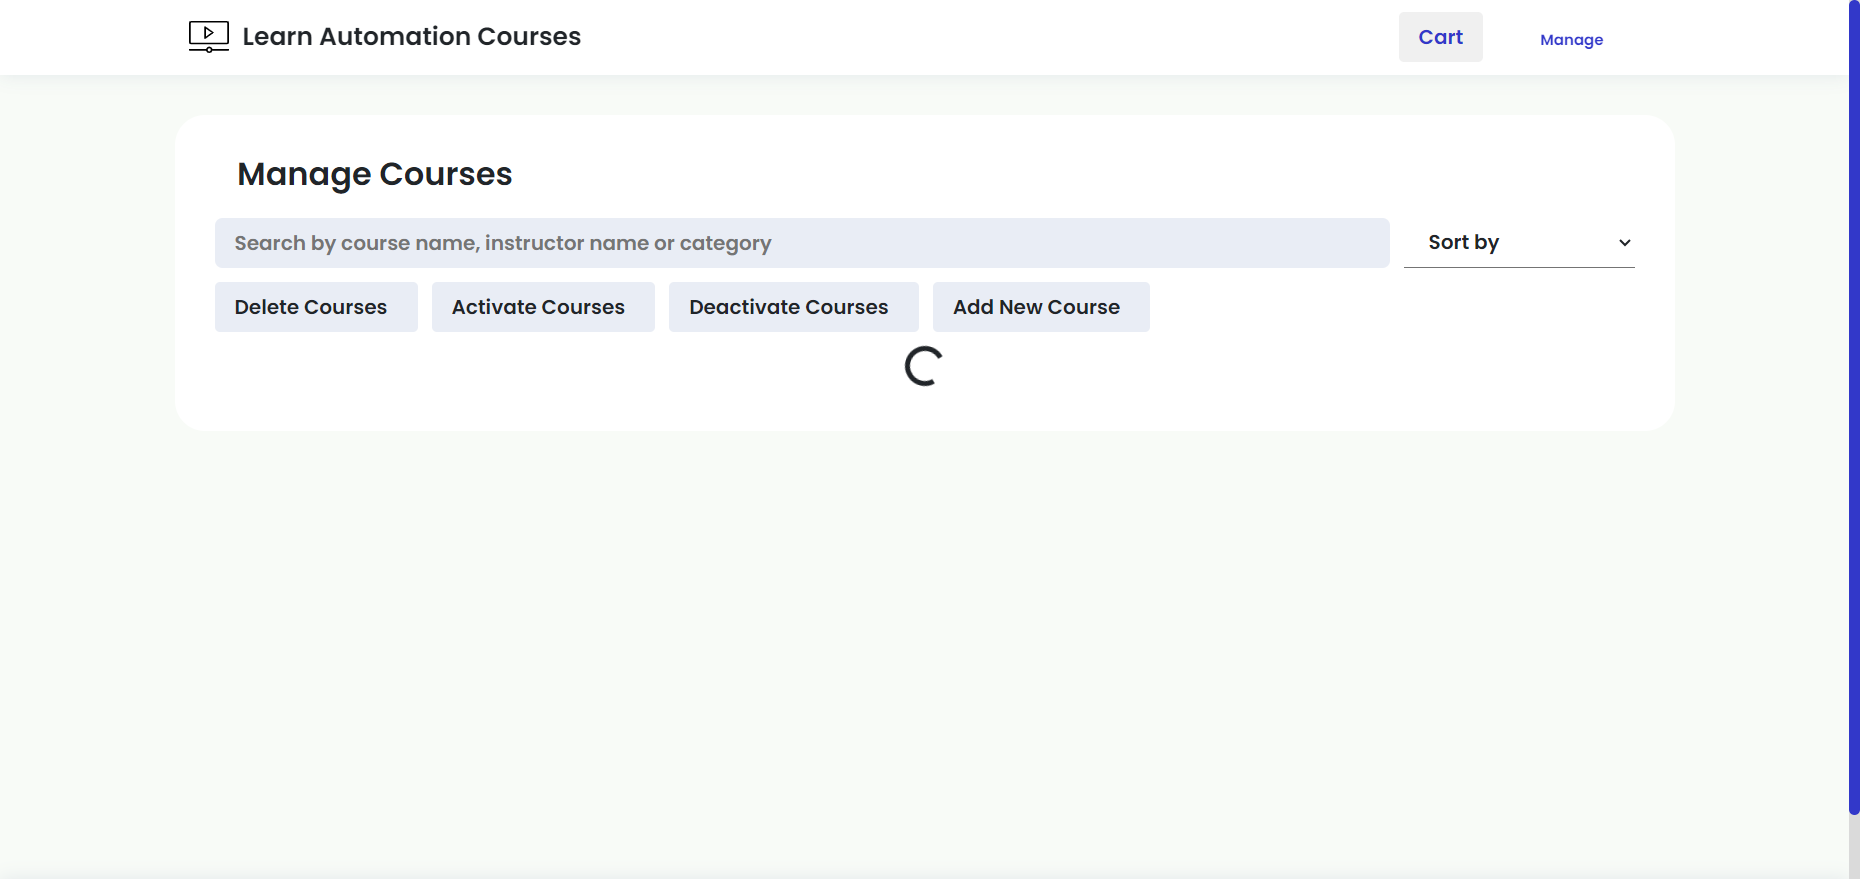 Learn Automation Courses
Cart
Manage
Manage Courses
Search by course name, instructor name or category
Sort by
Delete Courses
Activate Courses
Deactivate Courses
Add New Course